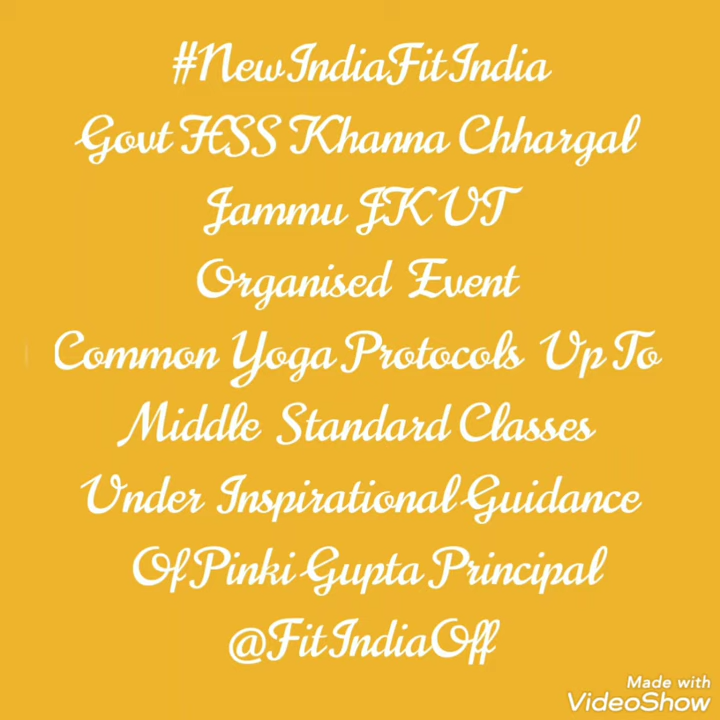 #NewIndiaFitIndia
Govt HSS Khanna Chhargal
Jammu JK UT
Organised Event
Common Yoga Protocols Up To
Middle Standard Classes
Under Inspirational Guidance
Of Pinki Gupta Principal
@FitIndiaOff
Made with
VideoShow